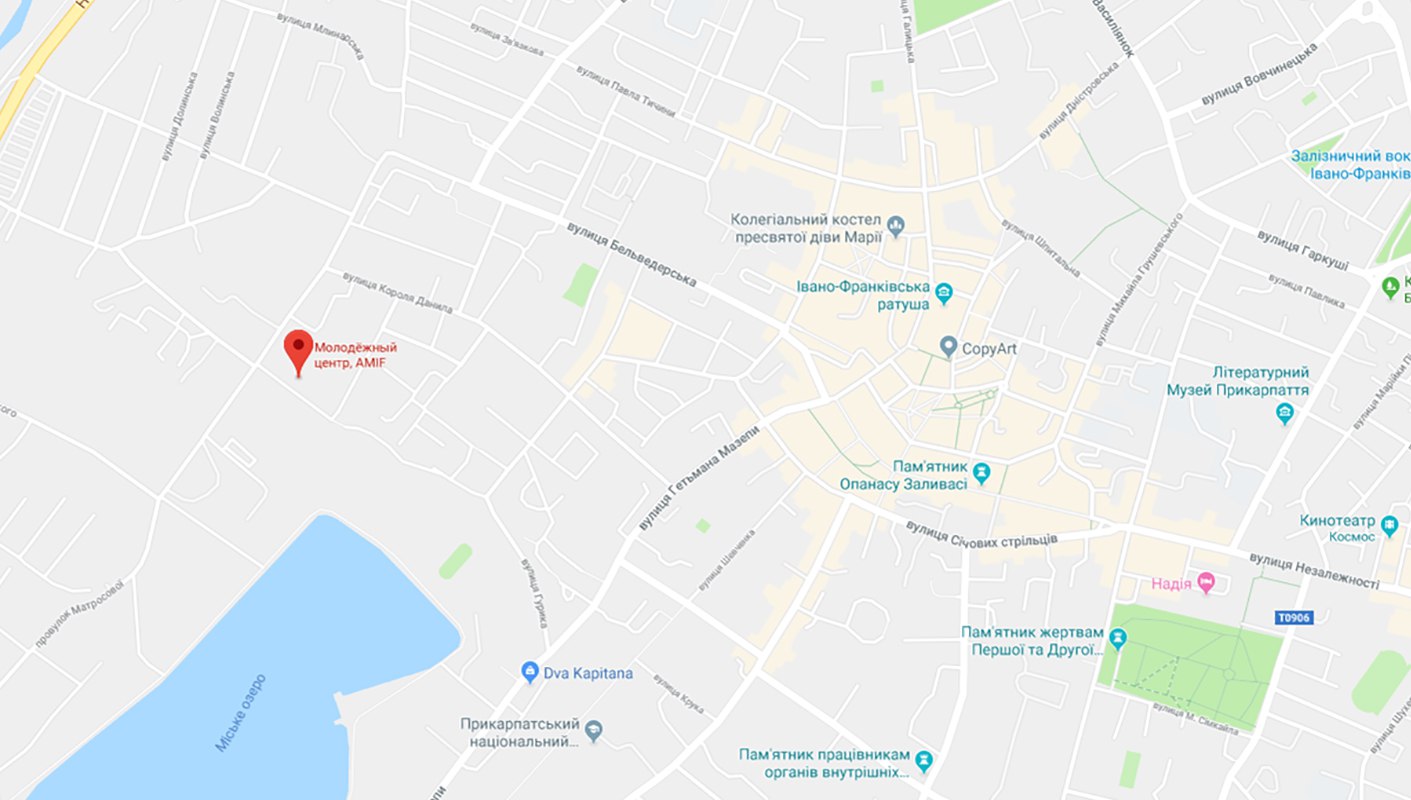 вулиця Млинарська
вулиця Зв'язкова
вулиця Галицька
Василіянок
вулиця Вовчинецька
вулиця Павла Тичини
вулиця Дністровська
вулиця Долинська
вулиця Волинська
Залізничний вок
Івано-Франків
Колегіальний костел
пресвятої діви Марії
вулиця Бельведерська
вулиця Шпитальна
вулиця Михайла Грушевського
вулиця Гаркуші
вулиця Павлика
вулиця Короля Данила
Івано-Франківська
ратуша
CopyArt
Молодёжный
центр, AMIF
Літературний
Музей Прикарпаття
вулиця Гетьмана Мазепи
Пам'ятник
Опанасу Заливасі
вулиця Січових стрільців
Кинотеатр
Космос
вулиця Незалежності
вулиця Шевченка
Надія
T0906
провулок Матросової
вулиця Гурика
Пам'ятник жертвам
Першої та Другої...
Dva Kapitana
вулиця Крука
Міське озеро
Прикарпатський
національний...
вулиця М. Сімкайла
Пам'ятник працівникам
органів внутрішніх...